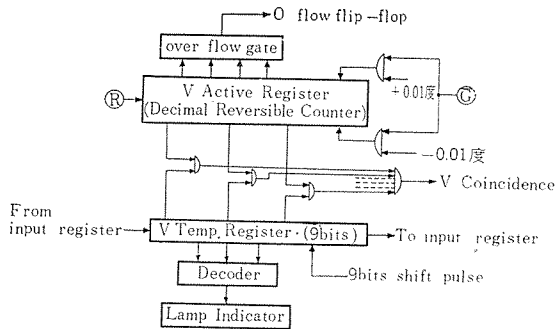 O flow flip-flop
over flow gate
V Active Register
(Decimal Reversible Counter)
R
+0.01度
G
-0.01度
V Coincidence
From
input register
V Temp. Register·(9bits)
To input register
Decoder
9bits shift pulse
Lamp Indicator